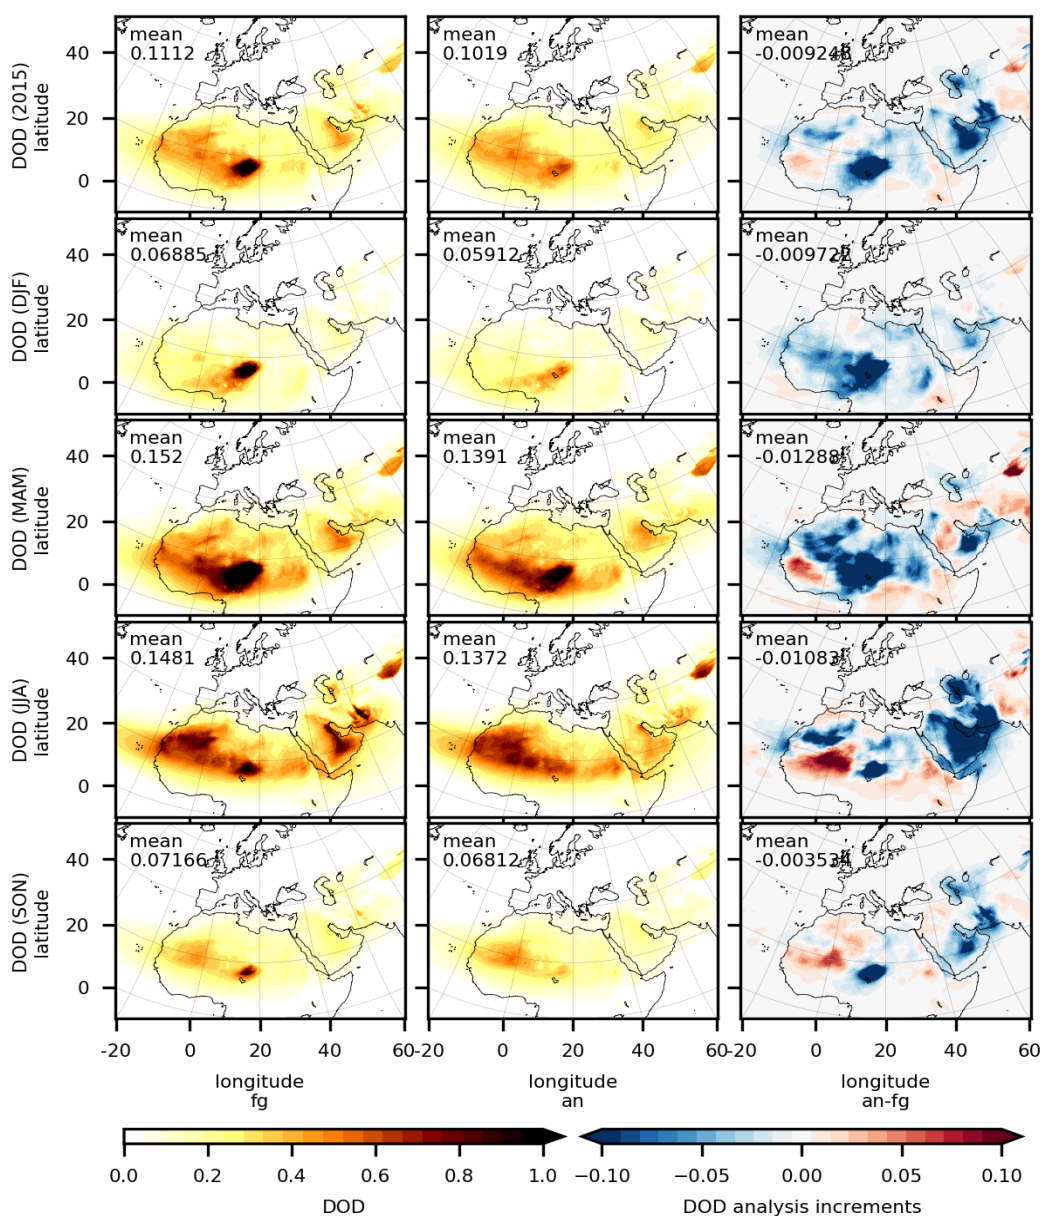 mean
0.1112
mean
0.1019
mean
-0.009248
40
20
0
DOD (2015)
latitude
mean
0.06885
mean
0.05912
mean
-0.009722
40
20
0
DOD (DJF)
latitude
mean
0.152
mean
0.1391
mean
-0.01288
40
20
0
DOD (MAM)
latitude
mean
0.1481
mean
0.1372
mean
-0.01083
40
20
0
DOD (JJA)
latitude
mean
0.07166
mean
0.06812
mean
-0.003534
40
20
0
DOD (SON)
latitude
-20 0 20 40 60
-20 0 20 40 60
-20 0 20 40 60
longitude
fg
longitude
an
longitude
an-fg
0.0 0.2 0.4 0.6 0.8 1.0
DOD
−0.10 −0.05 0.00 0.05 0.10
DOD analysis increments